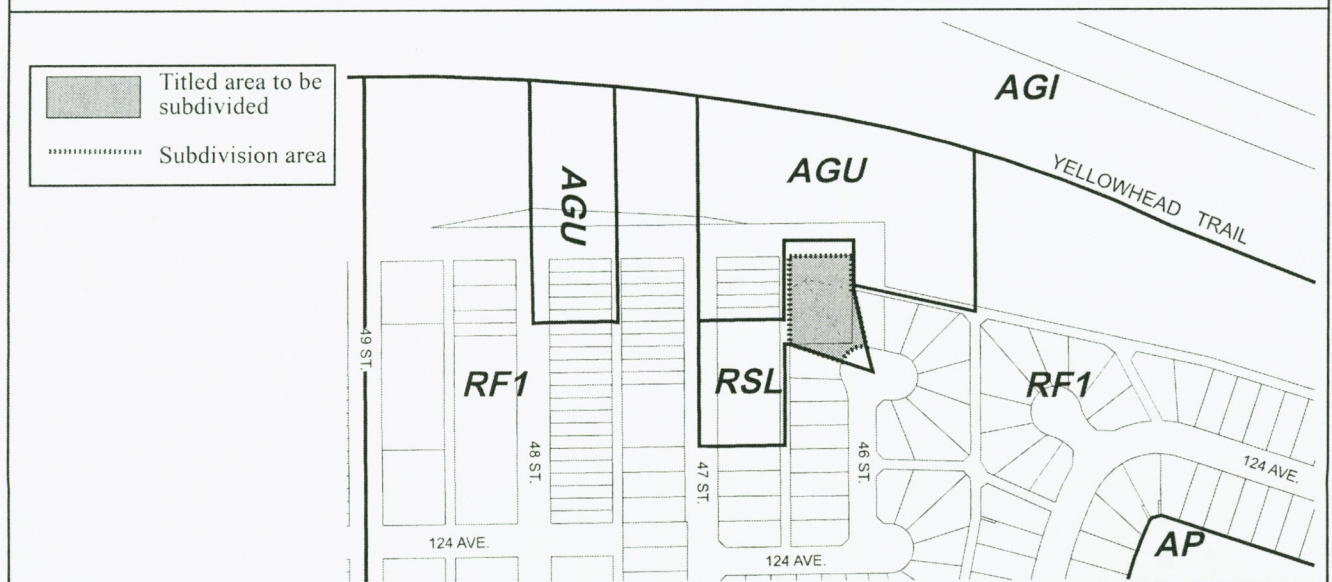 Titled area to be
subdivided
Subdivision area
AGI
AGU
AGU
YELLOWHEAD TRAIL
49 ST.
RF1
RSL
RF1
48 ST.
47 ST.
46 ST.
124 AVE.
124 AVE.
124 AVE.
AP